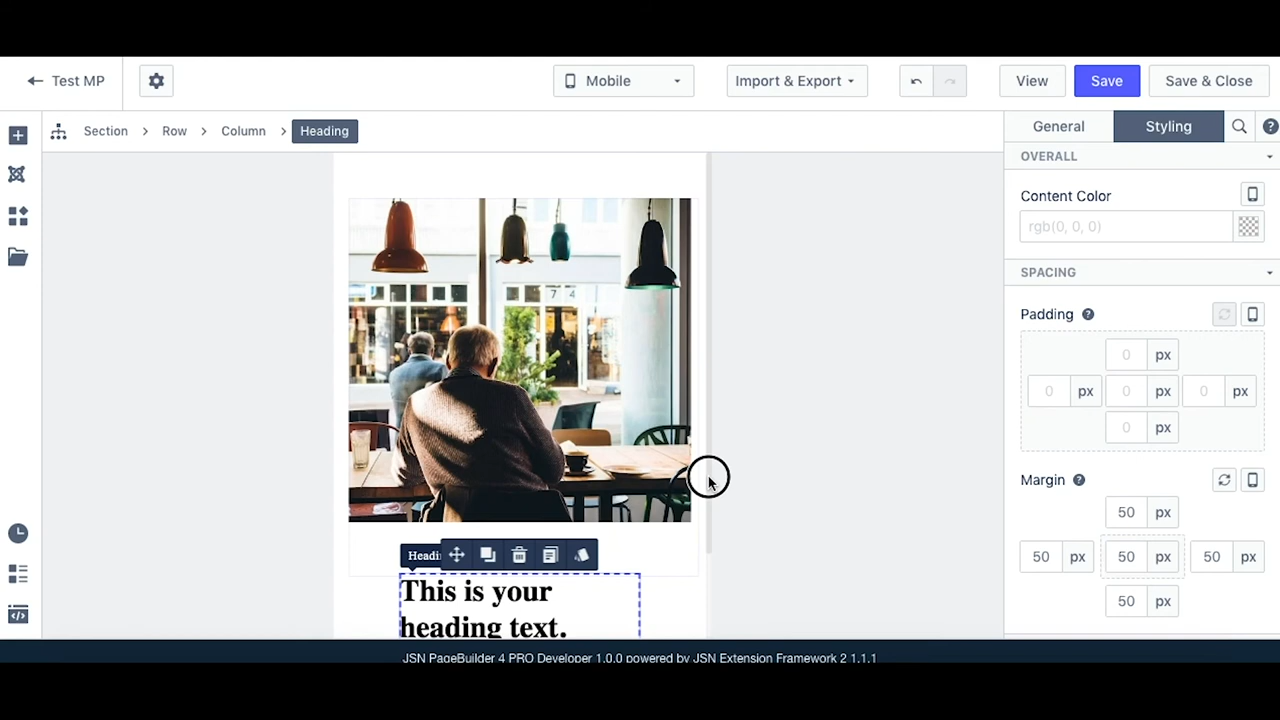 Test MP
Mobile
Import & Export
View
Save
Save & Close
Section
Row
Column
Heading
General
Styling
OVERALL
Content Color
rgb(0, 0, 0)
SPACING
Padding
0 px
0 px 0 px 0 px
0 px
Margin
50 px
50 px 50 px 50 px
50 px
7 4
Headi
This is your
heading text.
JSN PageBuilder 4 PRO Developer 1.0.0 powered by JSN Extension Framework 2 1.1.1